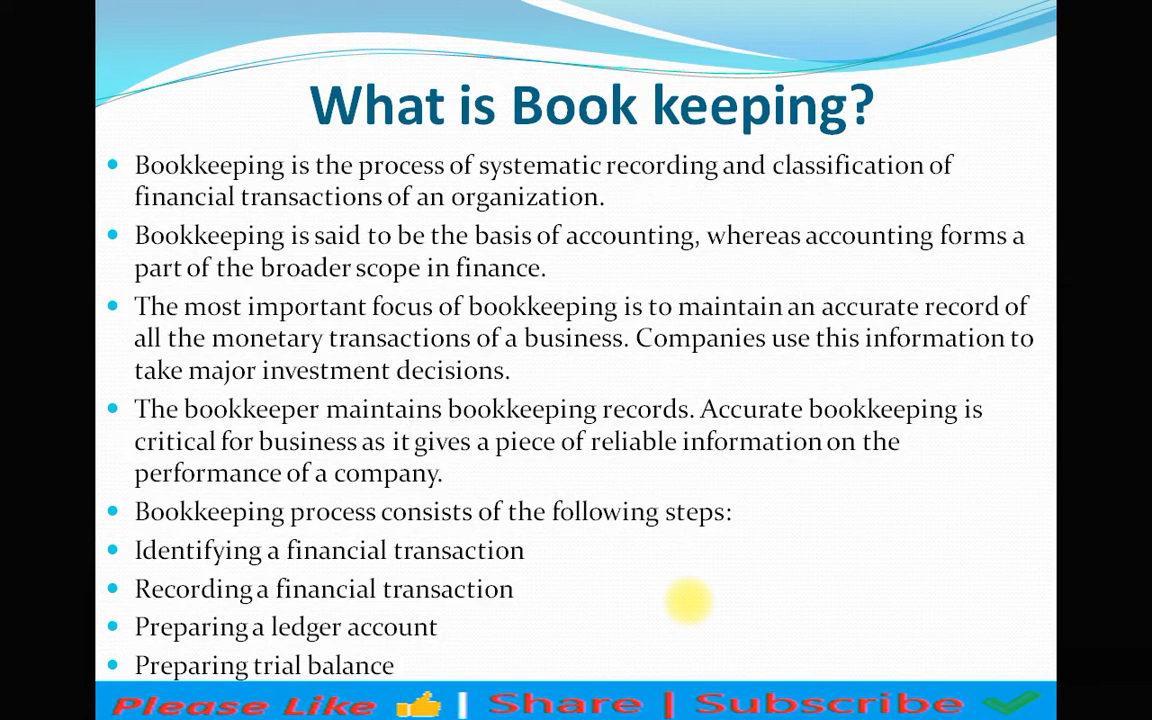 What is Book keeping?
Bookkeeping is the process of systematic recording and classification of
financial transactions of an organization.
Bookkeeping is said to be the basis of accounting, whereas accounting forms a
part of the broader scope in finance.
The most important focus of bookkeeping is to maintain an accurate record of
all the monetary transactions of a business. Companies use this information to
take major investment decisions.
The bookkeeper maintains bookkeeping records. Accurate bookkeeping is
critical for business as it gives a piece of reliable information on the
performance of a company.
Bookkeeping process consists of the following steps:
Identifying a financial transaction
Recording a financial transaction
Preparing a ledger account
Preparing trial balance
Please Like | Share | Subscribe